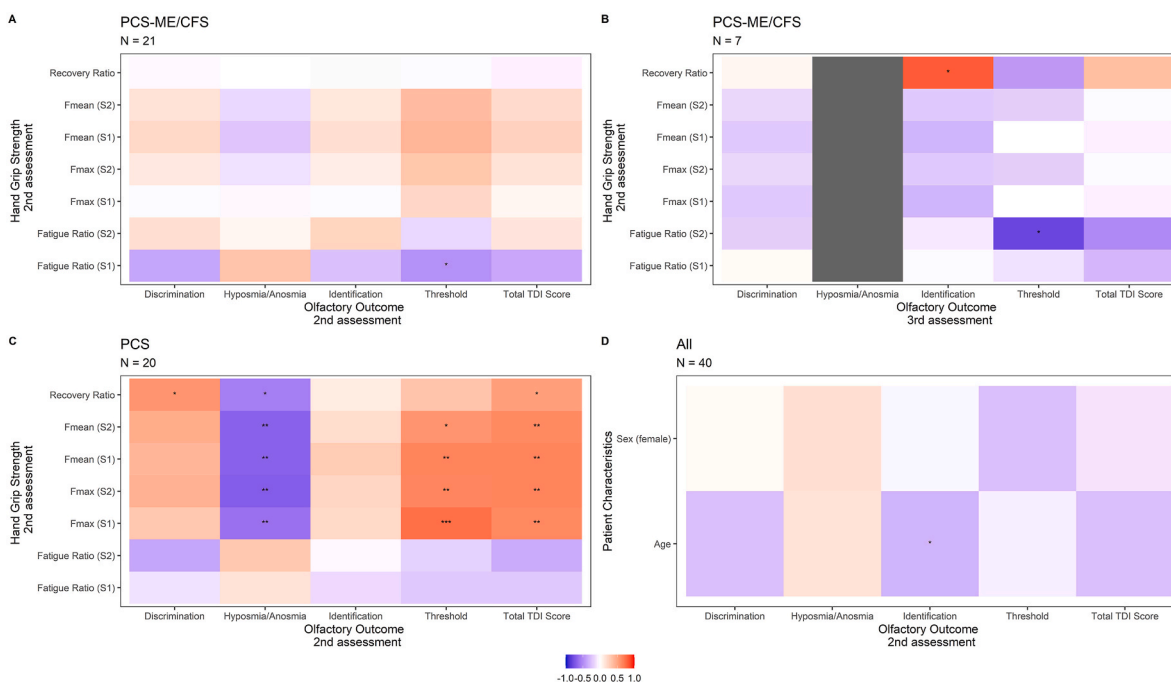 A
PCS-ME/CFS
N = 21
Hand Grip Strength
2nd assessment
Recovery Ratio
Fmean (S2)
Fmean (S1)
Fmax (S2)
Fmax (S1)
Fatigue Ratio (S2)
Fatigue Ratio (S1)
*
Discrimination Hyposmia/Anosmia Identification Threshold Total TDI Score
Olfactory Outcome
2nd assessment
B
PCS-ME/CFS
N = 7
Hand Grip Strength
2nd assessment
Recovery Ratio *
Fmean (S2)
Fmean (S1)
Fmax (S2)
Fmax (S1)
Fatigue Ratio (S2) *
Fatigue Ratio (S1)
Discrimination Hyposmia/Anosmia Identification Threshold Total TDI Score
Olfactory Outcome
3rd assessment
C
PCS
N = 20
Hand Grip Strength
2nd assessment
Recovery Ratio * * *
Fmean (S2) ** * **
Fmean (S1) ** ** **
Fmax (S2) ** ** **
Fmax (S1) ** *** **
Fatigue Ratio (S2)
Fatigue Ratio (S1)
Discrimination Hyposmia/Anosmia Identification Threshold Total TDI Score
Olfactory Outcome
2nd assessment
D
All
N = 40
Patient Characteristics
Sex (female)
Age *
Discrimination Hyposmia/Anosmia Identification Threshold Total TDI Score
Olfactory Outcome
2nd assessment
-1.0 -0.5 0.0 0.5 1.0